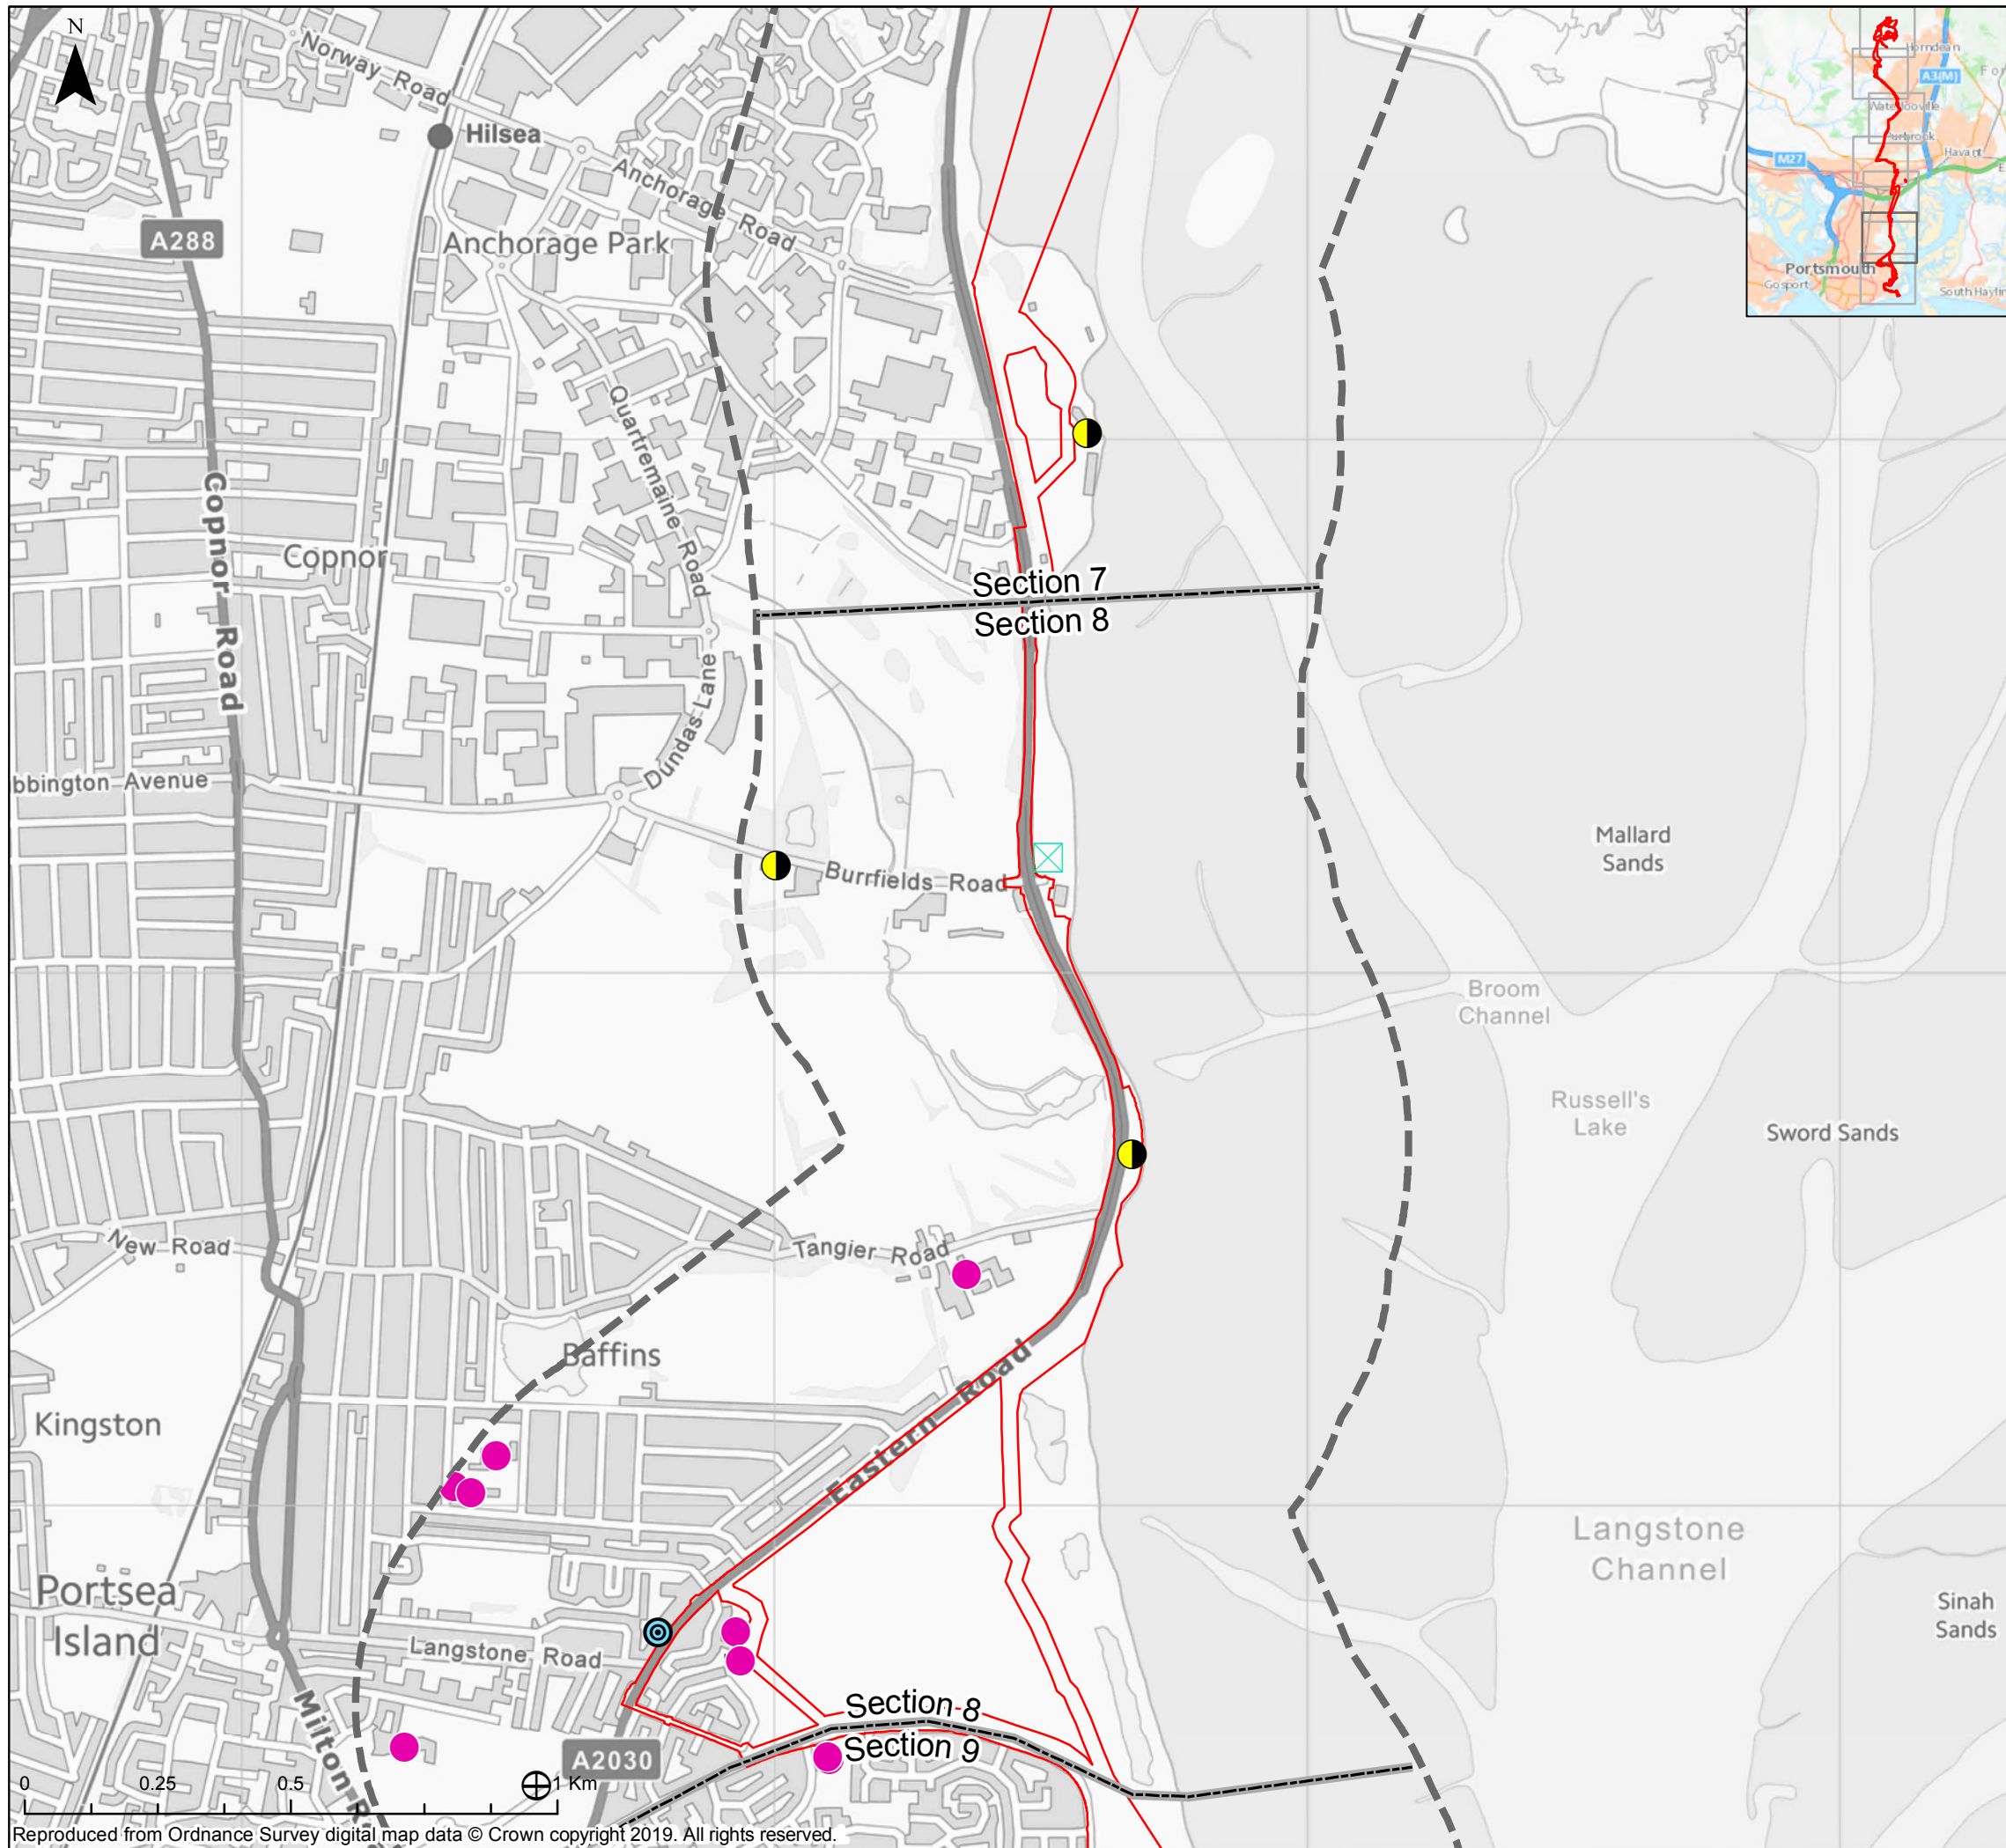 N
Norway Road
Hilsea
Anchorage Road
A288
Anchorage Park
Quartremaine Road
Copnor Road
Copnor
Section 7
Section 8
Dundas Lane
bbington Avenue
Burrfields Road
Mallard
Sands
Broom
Channel
Russell's
Lake
Sword Sands
New Road
Tangier Road
Baffins
Eastern Road
Kingston
Langstone
Channel
Portsea
Island
Sinah
Sands
Langstone Road
Section 8
Section 9
Milton R
A2030
0 0.25 0.5 1 Km
Reproduced from Ordnance Survey digital map data © Crown copyright 2019. All rights reserved.
Horndean
A3(M)
For
Waterlooville
Purbrook
Havant
M27
E
Portsmouth
Gosport
South Haylin